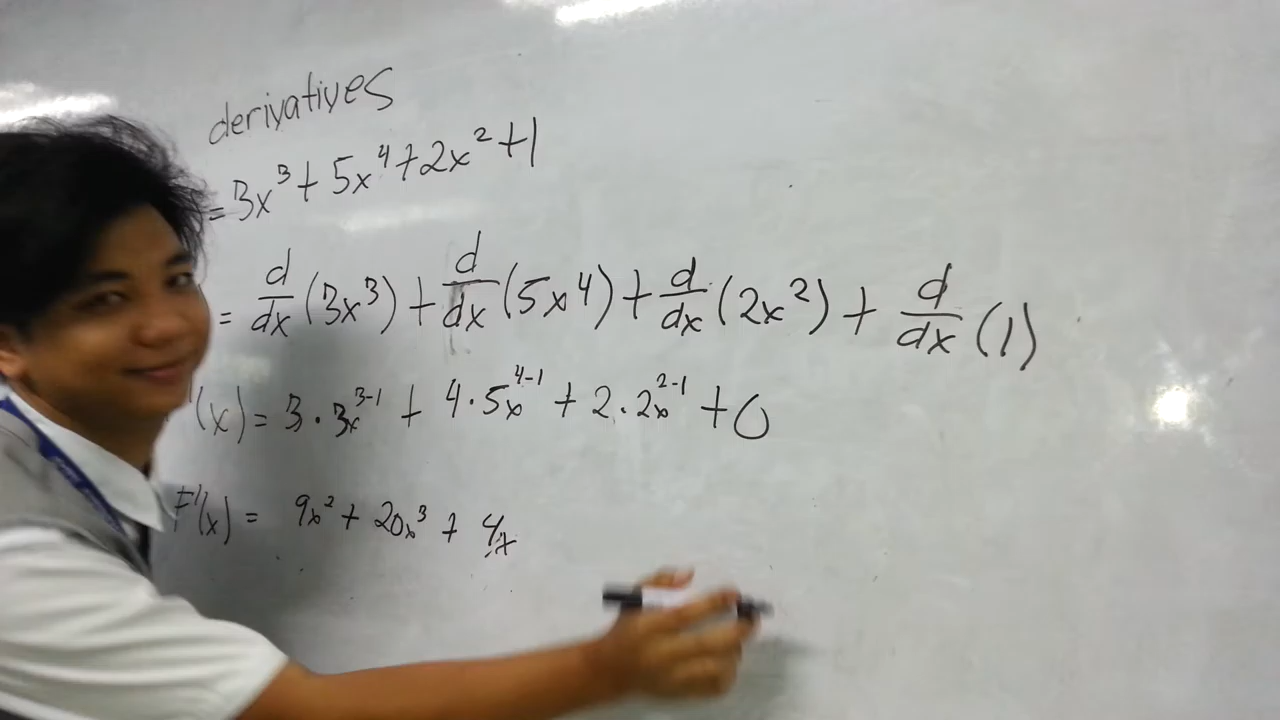 derivatives
= 3x³ + 5x⁴ + 2x² + 1
= d/dx (3x³) + d/dx (5x⁴) + d/dx (2x²) + d/dx (1)
'(x) = 3 · 3x³⁻¹ + 4 · 5x⁴⁻¹ + 2 · 2x²⁻¹ + 0
F'(x) = 9x² + 20x³ + 4x